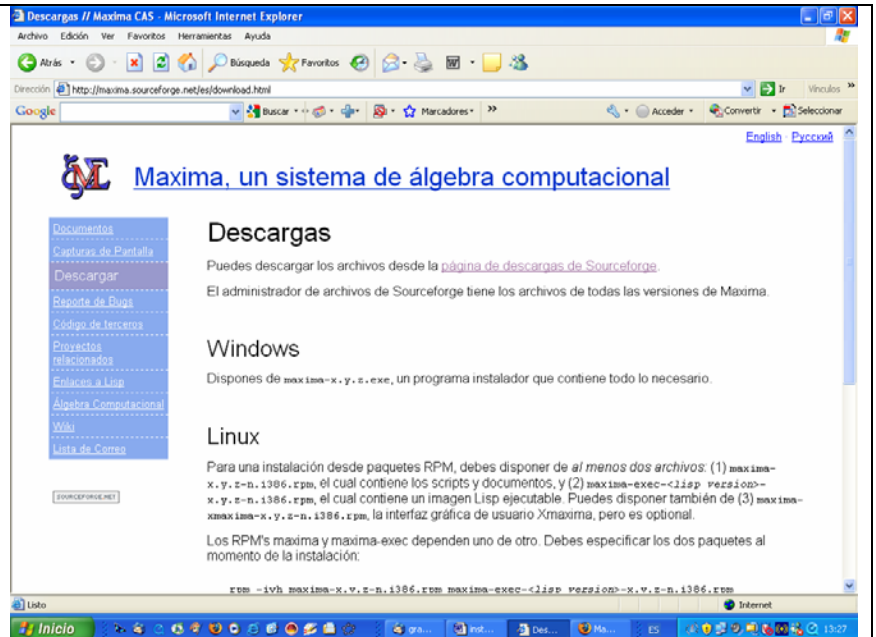 Descargas // Maxima CAS - Microsoft Internet Explorer
Archivo Edición Ver Favoritos Herramientas Ayuda
Atrás Búsqueda Favoritos
Dirección http://maxima.sourceforge.net/es/download.html Ir Vínculos »
Google Buscar Marcadores » Acceder Convertir Seleccionar
English · Русский
Maxima, un sistema de álgebra computacional
Documentos
Capturas de Pantalla
Descargar
Reporte de Bugs
Código de terceros
Proyectos
relacionados
Enlaces a Lisp
Álgebra Computacional
Wiki
Lista de Correo
SOURCEFORGE.NET
Descargas
Puedes descargar los archivos desde la página de descargas de Sourceforge.
El administrador de archivos de Sourceforge tiene los archivos de todas las versiones de Maxima.
Windows
Dispones de maxima-x.y.z.exe, un programa instalador que contiene todo lo necesario.
Linux
Para una instalación desde paquetes RPM, debes disponer de al menos dos archivos: (1) maxima-
x.y.z-n.i386.rpm, el cual contiene los scripts y documentos, y (2) maxima-exec-<lisp version>-
x.y.z-n.i386.rpm, el cual contiene un imagen Lisp ejecutable. Puedes disponer también de (3) maxima-
xmaxima-x.y.z-n.i386.rpm, la interfaz gráfica de usuario Xmaxima, pero es optional.
Los RPM's maxima y maxima-exec dependen uno de otro. Debes especificar los dos paquetes al
momento de la instalación:
rpm -ivh maxima-x.y.z-n.i386.rpm maxima-exec-<lisp version>-x.y.z-n.i386.rpm
Listo Internet
Inicio gra... inst... Des... Ma... ES 13:27